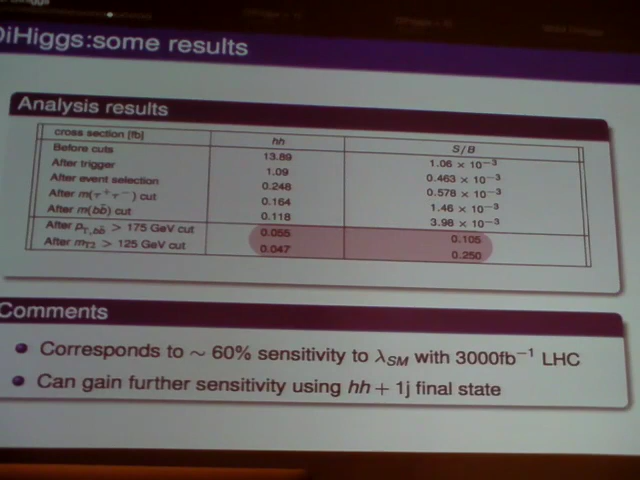 DiHiggs:some results
Analysis results
cross section [fb] hh S/B
Before cuts 13.89 1.06 × 10⁻³
After trigger 1.09 0.463 × 10⁻³
After event selection 0.248 0.578 × 10⁻³
After m(τ⁺τ⁻) cut 0.164 1.46 × 10⁻³
After m(bb̄) cut 0.118 3.98 × 10⁻³
After p_T,bb̄ > 175 GeV cut 0.055 0.105
After m_T2 > 125 GeV cut 0.047 0.250
Comments
Corresponds to ∼ 60% sensitivity to λ_SM with 3000fb⁻¹ LHC
Can gain further sensitivity using hh + 1j final state